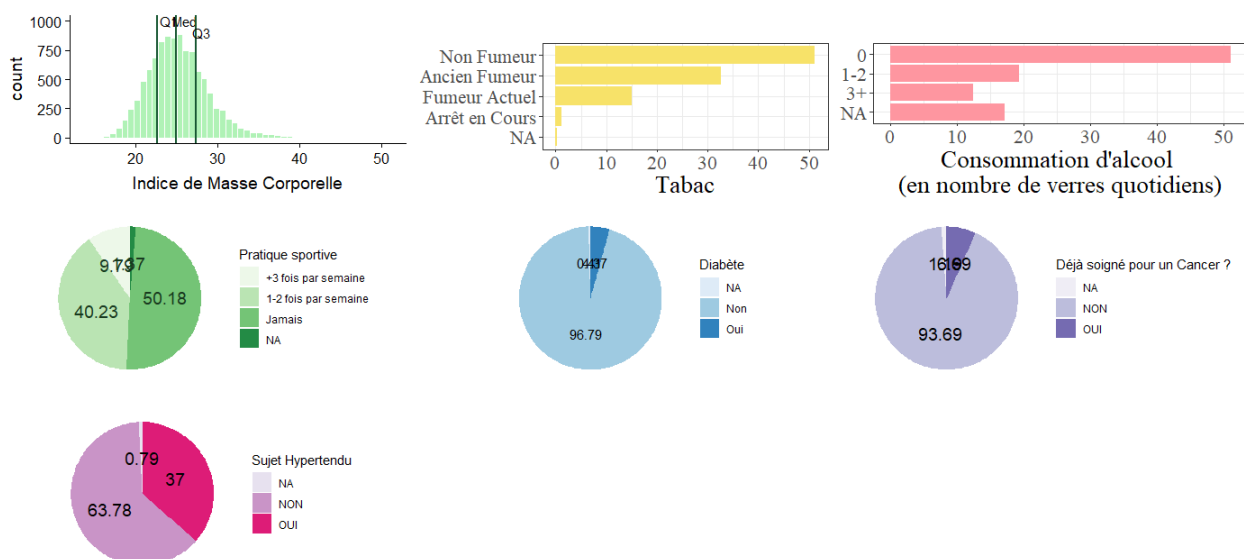 1000
750
500
250
0
count
Q1
Med
Q3
20
30
40
50
Indice de Masse Corporelle
Non Fumeur
Ancien Fumeur
Fumeur Actuel
Arrêt en Cours
NA
0
10
20
30
40
50
Tabac
0
1-2
3+
NA
0
10
20
30
40
50
Consommation d'alcool
(en nombre de verres quotidiens)
9.79
50.18
40.23
Pratique sportive
+3 fois par semaine
1-2 fois par semaine
Jamais
NA
96.79
Diabète
NA
Non
Oui
93.69
Déjà soigné pour un Cancer ?
NA
NON
OUI
0.79
37
63.78
Sujet Hypertendu
NA
NON
OUI